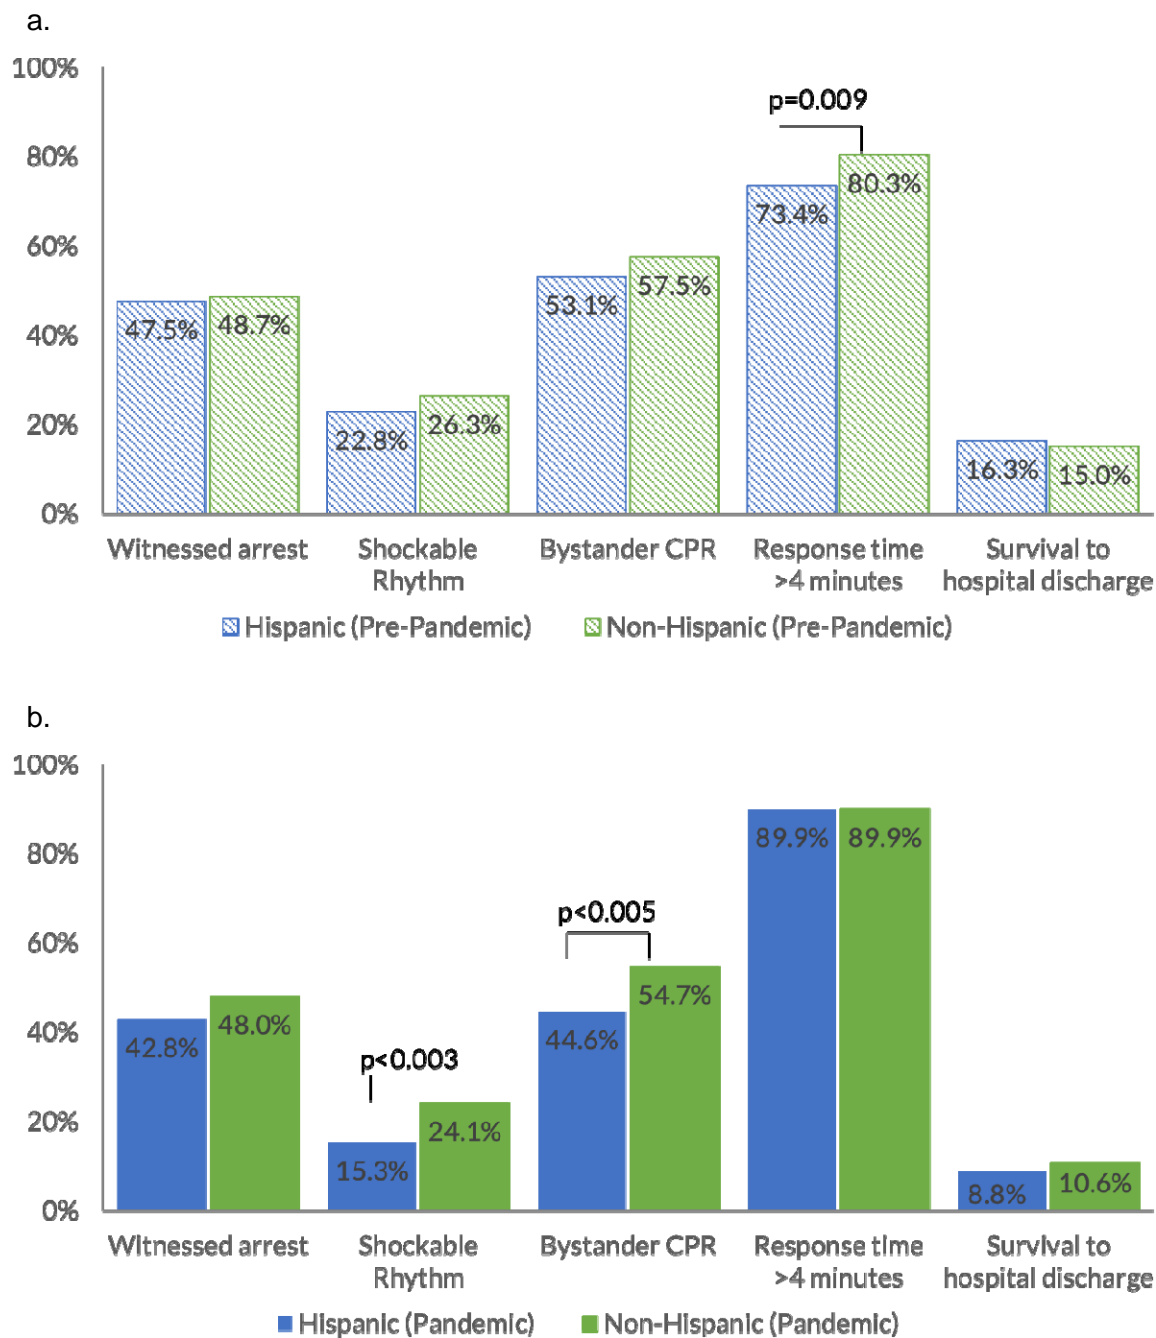 a.
100%
80%
60%
40%
20%
0%
p=0.009
47.5%
48.7%
22.8%
26.3%
53.1%
57.5%
73.4%
80.3%
16.3%
15.0%
Witnessed arrest
Shockable
Rhythm
Bystander CPR
Response time
>4 minutes
Survival to
hospital discharge
Hispanic (Pre-Pandemic)
Non-Hispanic (Pre-Pandemic)
b.
100%
80%
60%
40%
20%
0%
p<0.003
p<0.005
42.8%
48.0%
15.3%
24.1%
44.6%
54.7%
89.9%
89.9%
8.8%
10.6%
Witnessed arrest
Shockable
Rhythm
Bystander CPR
Response time
>4 minutes
Survival to
hospital discharge
Hispanic (Pandemic)
Non-Hispanic (Pandemic)